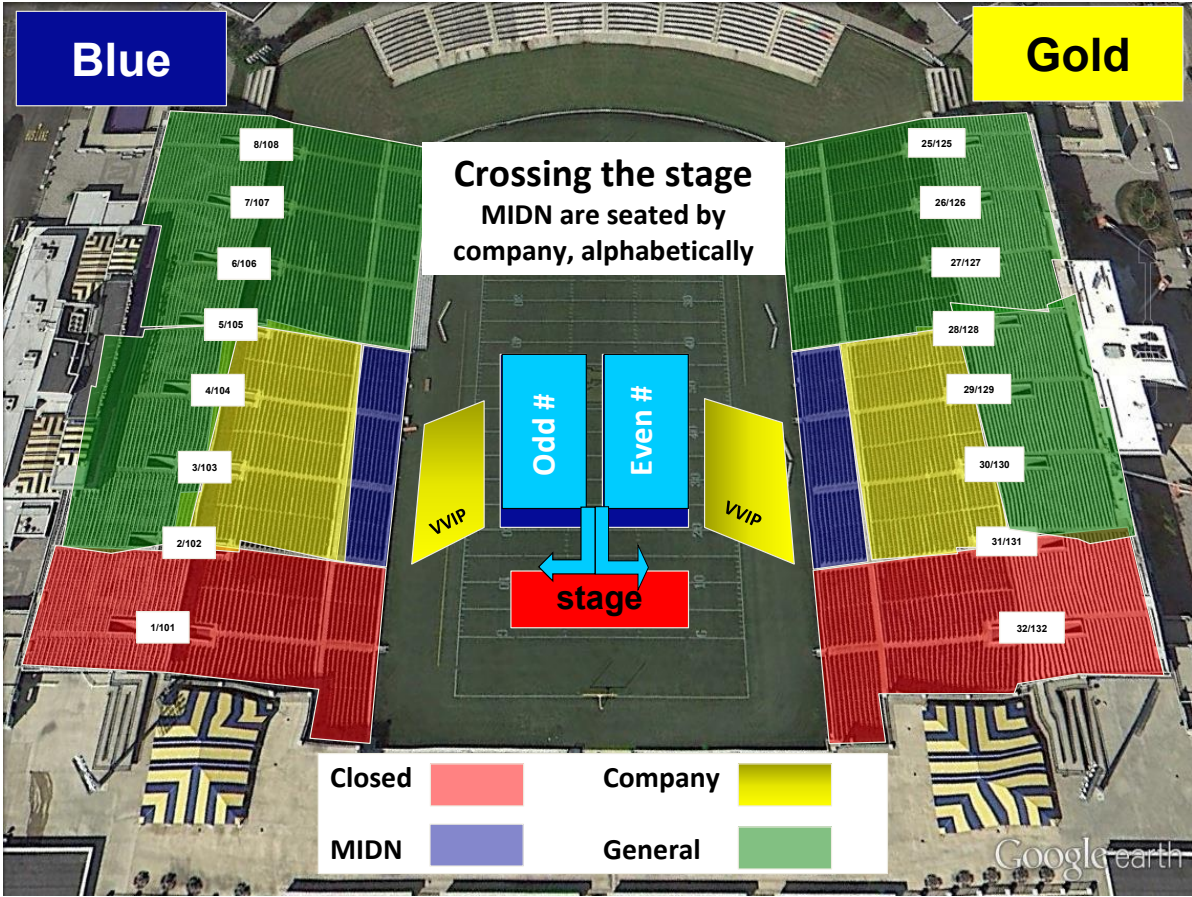 Blue
Gold
8/108
25/125
Crossing the stage
MIDN are seated by
company, alphabetically
7/107
26/126
6/106
27/127
5/105
28/128
4/104
29/129
Odd #
Even #
3/103
30/130
VVIP
VVIP
2/102
31/131
stage
1/101
32/132
Closed
Company
MIDN
General
Google earth